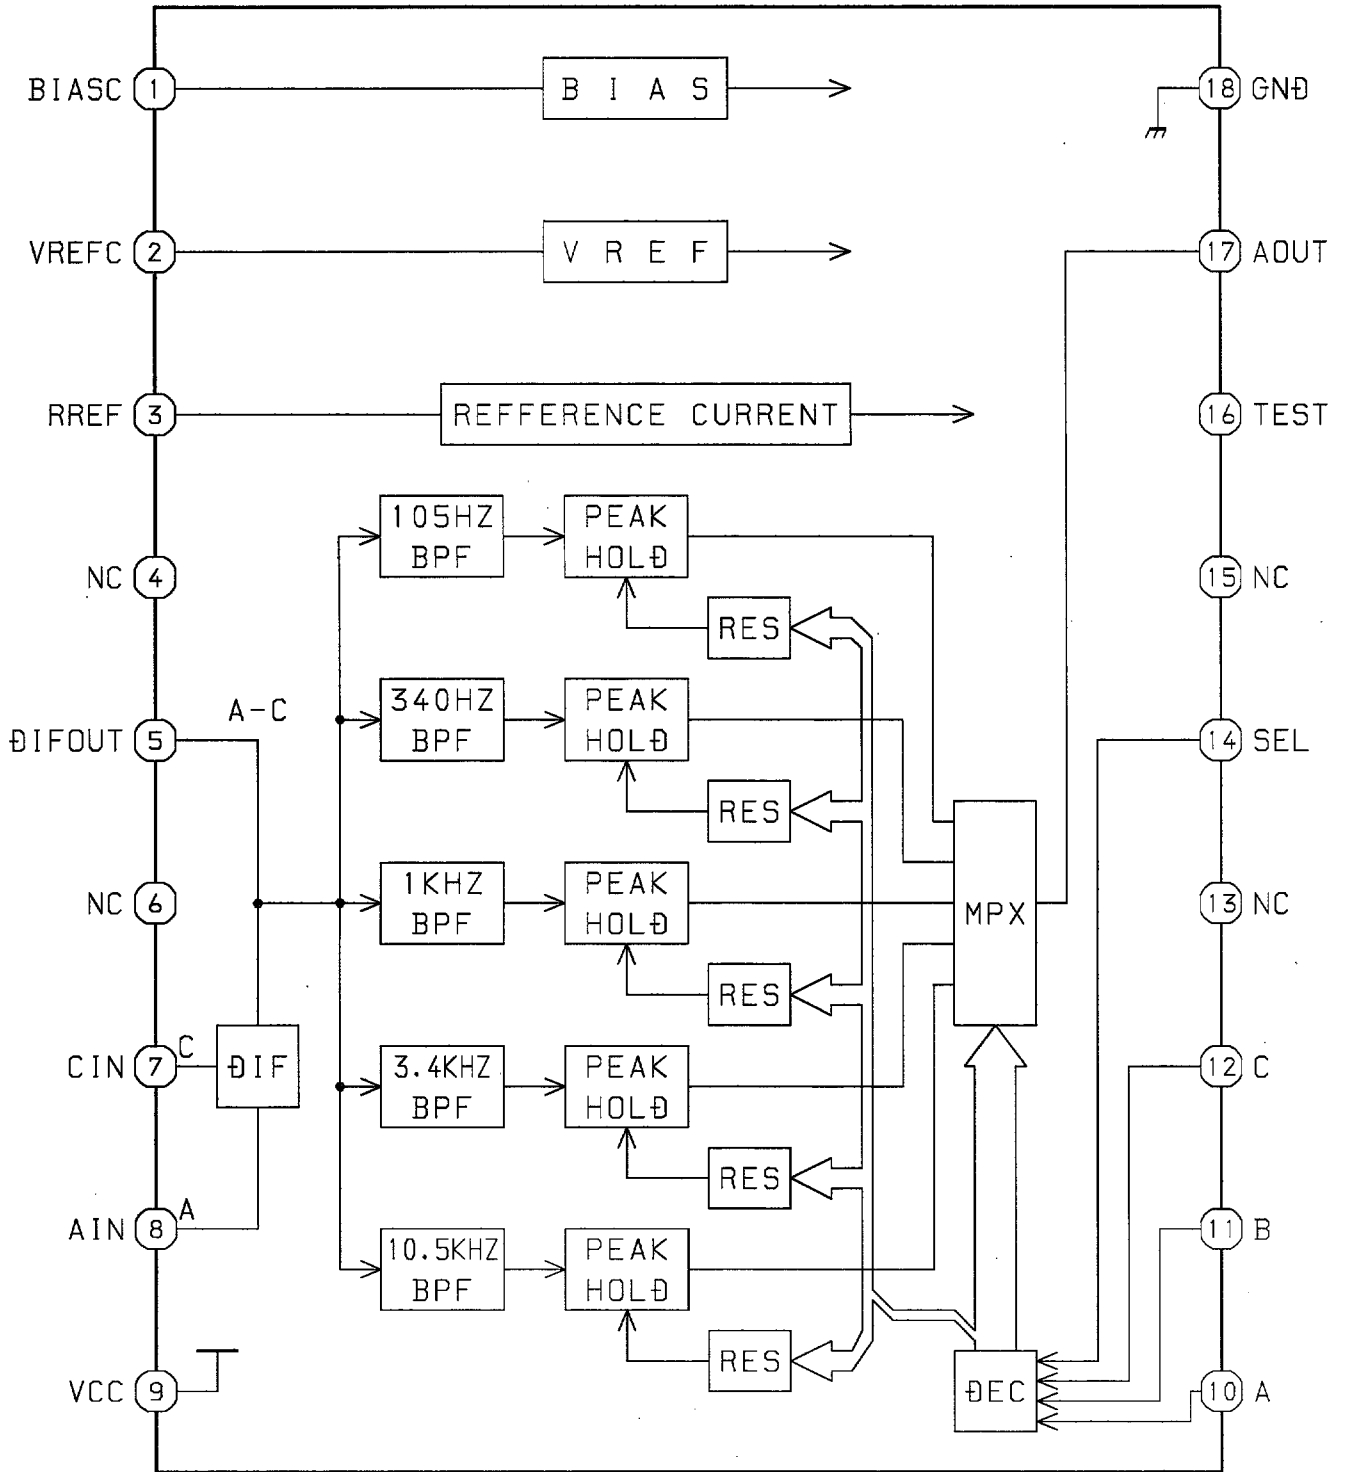 BIASC 1 B I A S 18 GND
VREFC 2 V R E F 17 AOUT
RREF 3 REFFERENCE CURRENT 16 TEST
105HZ BPF
PEAK HOLD
NC 4 15 NC
RES
340HZ BPF
PEAK HOLD
A-C
DIFOUT 5 14 SEL
RES
1KHZ BPF
PEAK HOLD
NC 6 MPX 13 NC
RES
CIN 7 C DIF 12 C
3.4KHZ BPF
PEAK HOLD
RES
AIN 8 A 11 B
10.5KHZ BPF
PEAK HOLD
RES
VCC 9 DEC 10 A